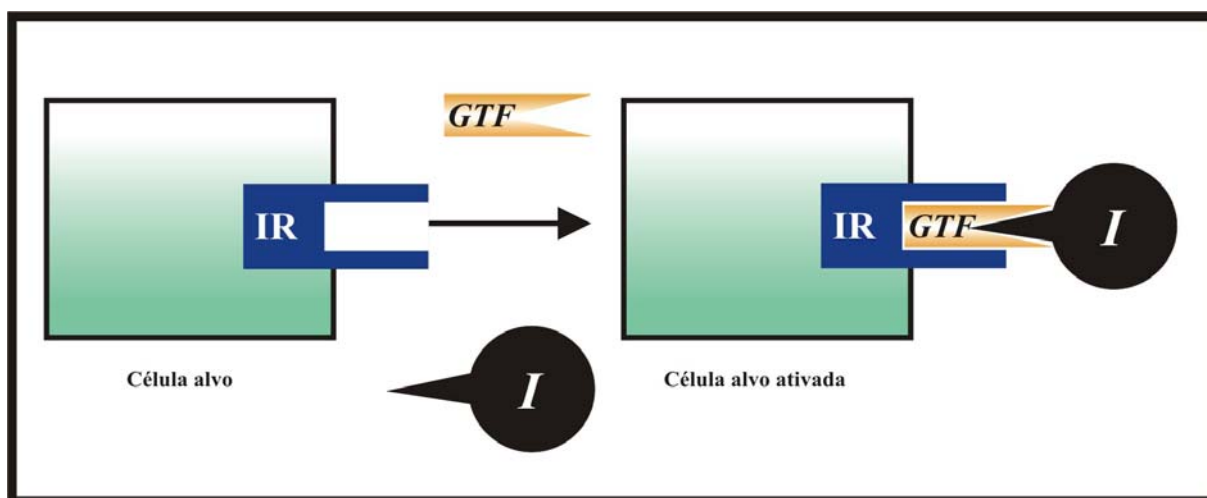 GTF
IR
I
Célula alvo
IR
GTF
I
Célula alvo ativada